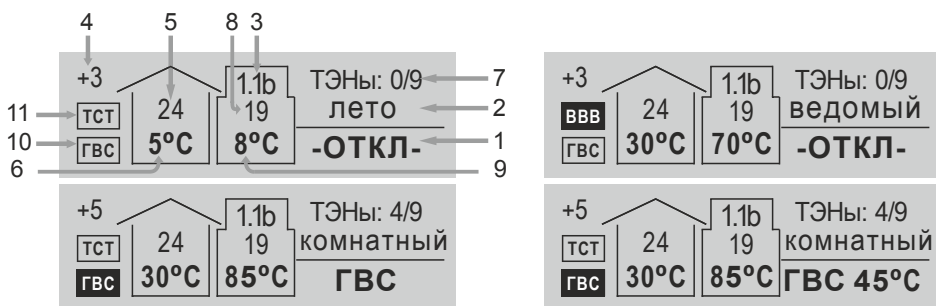 4 5 8 3
+3 1.1b ТЭНы: 0/9 7
11 ТСТ 24 19 лето 2
10 ГВС 5ºC 8ºC -ОТКЛ- 1
6 9
+3 1.1b ТЭНы: 0/9
ВВВ 24 19 ведомый
ГВС 30ºC 70ºC -ОТКЛ-
+5 1.1b ТЭНы: 4/9
ТСТ 24 19 комнатный
ГВС 30ºC 85ºC ГВС
+5 1.1b ТЭНы: 4/9
ТСТ 24 19 комнатный
ГВС 30ºC 85ºC ГВС 45ºC